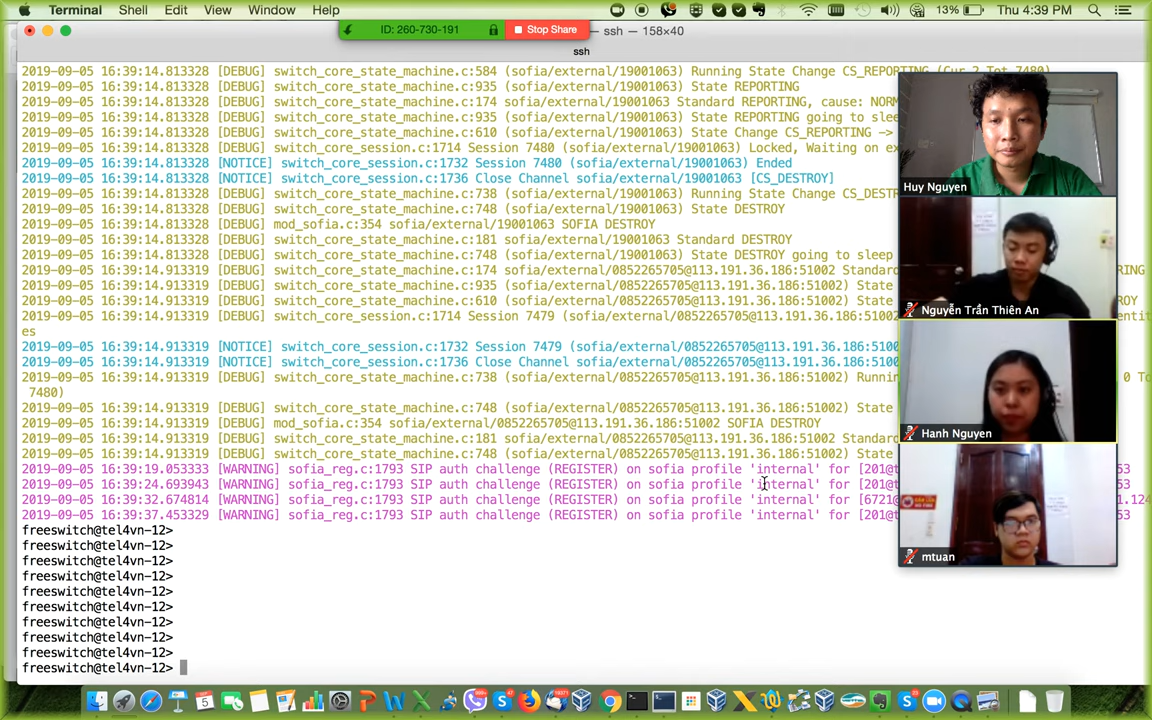 Terminal Shell Edit View Window Help 13% Thu 4:39 PM
ID: 260-730-191 Stop Share — ssh — 158×40
ssh
2019-09-05 16:39:14.813328 [DEBUG] switch_core_state_machine.c:584 (sofia/external/19001063) Running State Change CS_REPORTING (Cur 2 Tot 7480)
2019-09-05 16:39:14.813328 [DEBUG] switch_core_state_machine.c:935 (sofia/external/19001063) State REPORTING
2019-09-05 16:39:14.813328 [DEBUG] switch_core_state_machine.c:174 sofia/external/19001063 Standard REPORTING, cause: NORM
2019-09-05 16:39:14.813328 [DEBUG] switch_core_state_machine.c:935 (sofia/external/19001063) State REPORTING going to slee
2019-09-05 16:39:14.813328 [DEBUG] switch_core_state_machine.c:610 (sofia/external/19001063) State Change CS_REPORTING ->
2019-09-05 16:39:14.813328 [DEBUG] switch_core_session.c:1714 Session 7480 (sofia/external/19001063) Locked, Waiting on ex
2019-09-05 16:39:14.813328 [NOTICE] switch_core_session.c:1732 Session 7480 (sofia/external/19001063) Ended
2019-09-05 16:39:14.813328 [NOTICE] switch_core_session.c:1736 Close Channel sofia/external/19001063 [CS_DESTROY]
2019-09-05 16:39:14.813328 [DEBUG] switch_core_state_machine.c:738 (sofia/external/19001063) Running State Change CS_DESTR
2019-09-05 16:39:14.813328 [DEBUG] switch_core_state_machine.c:748 (sofia/external/19001063) State DESTROY
2019-09-05 16:39:14.813328 [DEBUG] mod_sofia.c:354 sofia/external/19001063 SOFIA DESTROY
2019-09-05 16:39:14.813328 [DEBUG] switch_core_state_machine.c:181 sofia/external/19001063 Standard DESTROY
2019-09-05 16:39:14.813328 [DEBUG] switch_core_state_machine.c:748 (sofia/external/19001063) State DESTROY going to sleep
2019-09-05 16:39:14.913319 [DEBUG] switch_core_state_machine.c:174 sofia/external/0852265705@113.191.36.186:51002 Standard RING
2019-09-05 16:39:14.913319 [DEBUG] switch_core_state_machine.c:935 (sofia/external/0852265705@113.191.36.186:51002) State
2019-09-05 16:39:14.913319 [DEBUG] switch_core_state_machine.c:610 (sofia/external/0852265705@113.191.36.186:51002) State ROY
2019-09-05 16:39:14.913319 [DEBUG] switch_core_session.c:1714 Session 7479 (sofia/external/0852265705@113.191.36.186:5100 entiti
es
2019-09-05 16:39:14.913319 [NOTICE] switch_core_session.c:1732 Session 7479 (sofia/external/0852265705@113.191.36.186:5100
2019-09-05 16:39:14.913319 [NOTICE] switch_core_session.c:1736 Close Channel sofia/external/0852265705@113.191.36.186:5100
2019-09-05 16:39:14.913319 [DEBUG] switch_core_state_machine.c:738 (sofia/external/0852265705@113.191.36.186:51002) Runnin 0 To
7480)
2019-09-05 16:39:14.913319 [DEBUG] switch_core_state_machine.c:748 (sofia/external/0852265705@113.191.36.186:51002) State
2019-09-05 16:39:14.913319 [DEBUG] mod_sofia.c:354 sofia/external/0852265705@113.191.36.186:51002 SOFIA DESTROY
2019-09-05 16:39:14.913319 [DEBUG] switch_core_state_machine.c:181 sofia/external/0852265705@113.191.36.186:51002 Standard
2019-09-05 16:39:14.913319 [DEBUG] switch_core_state_machine.c:748 (sofia/external/0852265705@113.191.36.186:51002) State
2019-09-05 16:39:19.053333 [WARNING] sofia_reg.c:1793 SIP auth challenge (REGISTER) on sofia profile 'internal' for [201@t 53
2019-09-05 16:39:24.693943 [WARNING] sofia_reg.c:1793 SIP auth challenge (REGISTER) on sofia profile 'internal' for [201@t 53
2019-09-05 16:39:32.674814 [WARNING] sofia_reg.c:1793 SIP auth challenge (REGISTER) on sofia profile 'internal' for [6721@ 1.124
2019-09-05 16:39:37.453329 [WARNING] sofia_reg.c:1793 SIP auth challenge (REGISTER) on sofia profile 'internal' for [201@t 53
freeswitch@tel4vn-12>
freeswitch@tel4vn-12>
freeswitch@tel4vn-12>
freeswitch@tel4vn-12>
freeswitch@tel4vn-12>
freeswitch@tel4vn-12>
freeswitch@tel4vn-12>
freeswitch@tel4vn-12>
freeswitch@tel4vn-12>
freeswitch@tel4vn-12>
Huy Nguyen
Nguyễn Trần Thiên An
Hanh Nguyen
mtuan